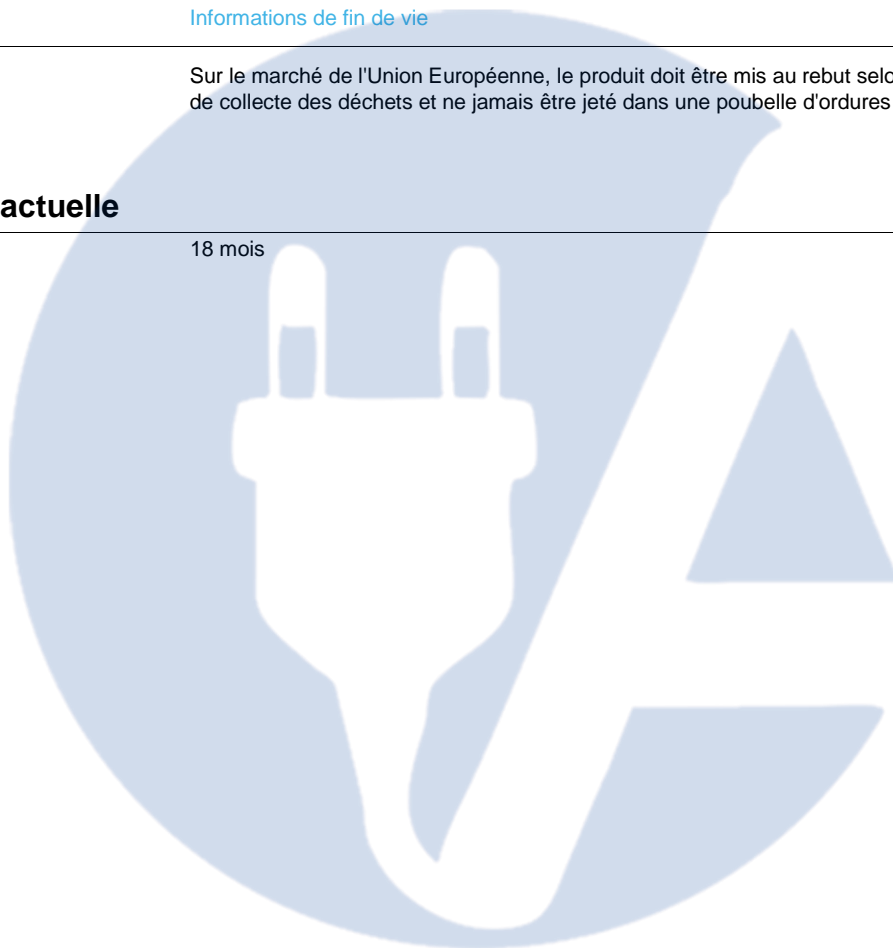 Informations de fin de vie
Sur le marché de l'Union Européenne, le produit doit être mis au rebut selo
de collecte des déchets et ne jamais être jeté dans une poubelle d'ordures
actuelle
18 mois